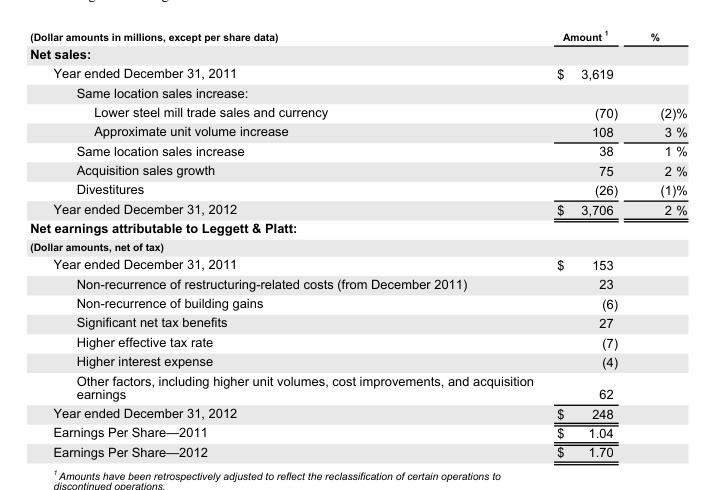 (Dollar amounts in millions, except per share data) Amount 1 %
Net sales:
Year ended December 31, 2011 $ 3,619
Same location sales increase:
Lower steel mill trade sales and currency (70) (2)%
Approximate unit volume increase 108 3 %
Same location sales increase 38 1 %
Acquisition sales growth 75 2 %
Divestitures (26) (1)%
Year ended December 31, 2012 $ 3,706 2 %
Net earnings attributable to Leggett & Platt:
(Dollar amounts, net of tax)
Year ended December 31, 2011 $ 153
Non-recurrence of restructuring-related costs (from December 2011) 23
Non-recurrence of building gains (6)
Significant net tax benefits 27
Higher effective tax rate (7)
Higher interest expense (4)
Other factors, including higher unit volumes, cost improvements, and acquisition
earnings 62
Year ended December 31, 2012 $ 248
Earnings Per Share—2011 $ 1.04
Earnings Per Share—2012 $ 1.70
1 Amounts have been retrospectively adjusted to reflect the reclassification of certain operations to
discontinued operations.